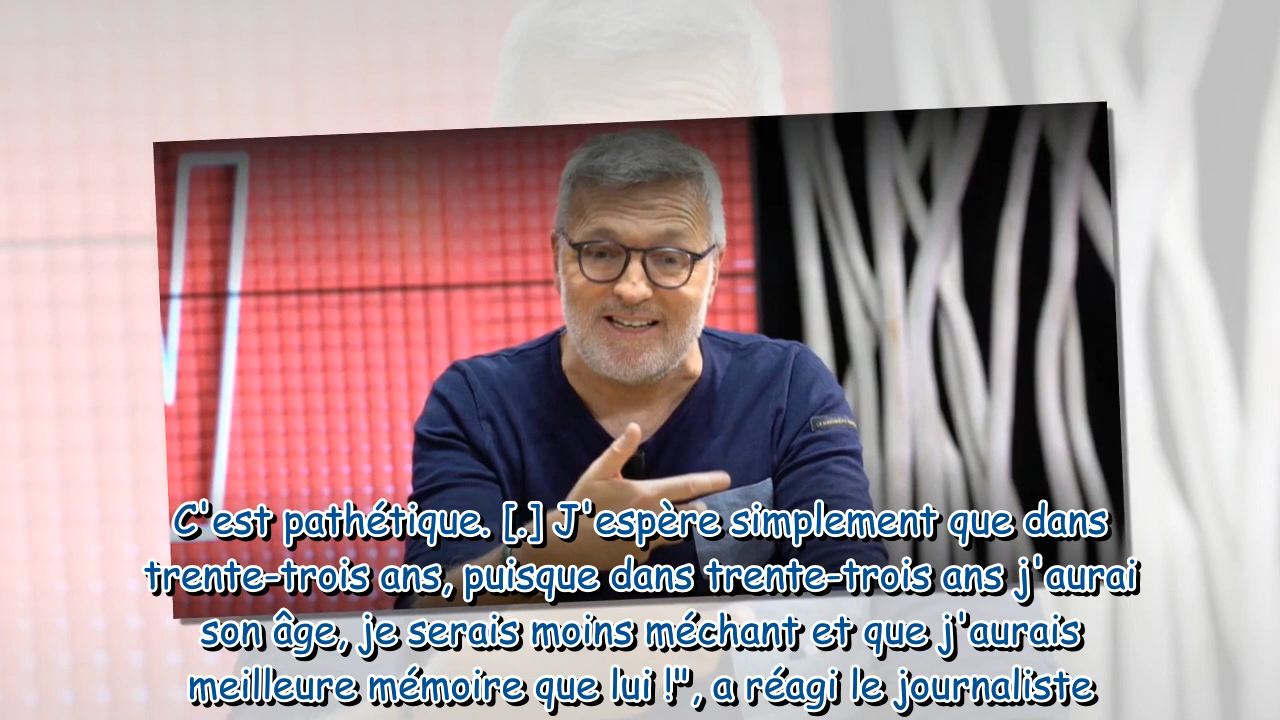 C'est pathétique. [.] J'espère simplement que dans
trente-trois ans, puisque dans trente-trois ans j'aurai
son âge, je serais moins méchant et que j'aurais
meilleure mémoire que lui !", a réagi le journaliste